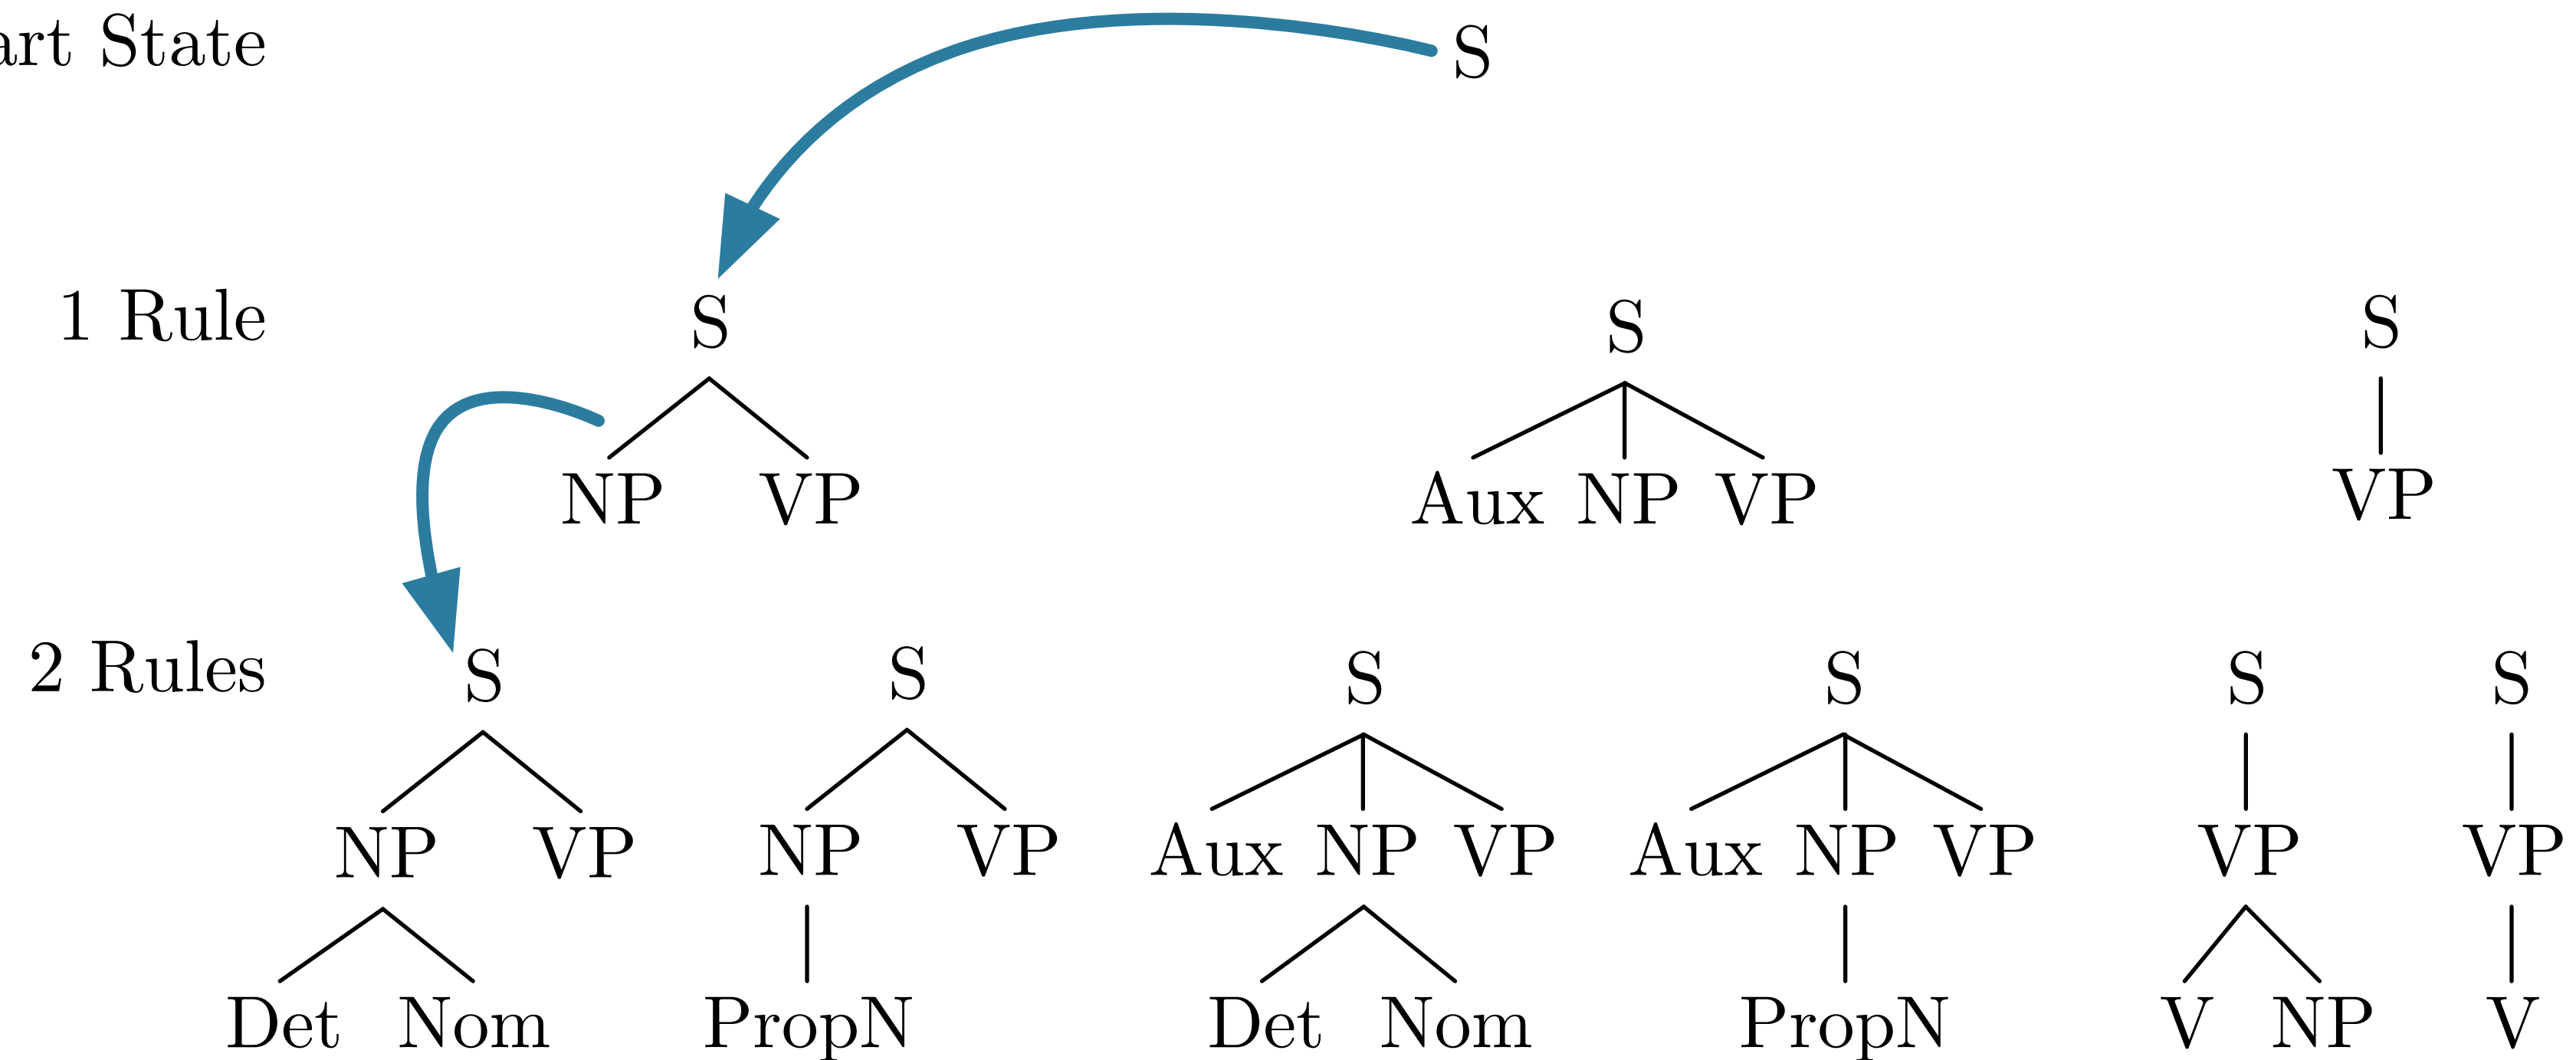 art State S
1 Rule S S S
NP VP Aux NP VP VP
2 Rules S S S S S S
NP VP NP VP Aux NP VP Aux NP VP VP VP
Det Nom PropN Det Nom PropN V NP V